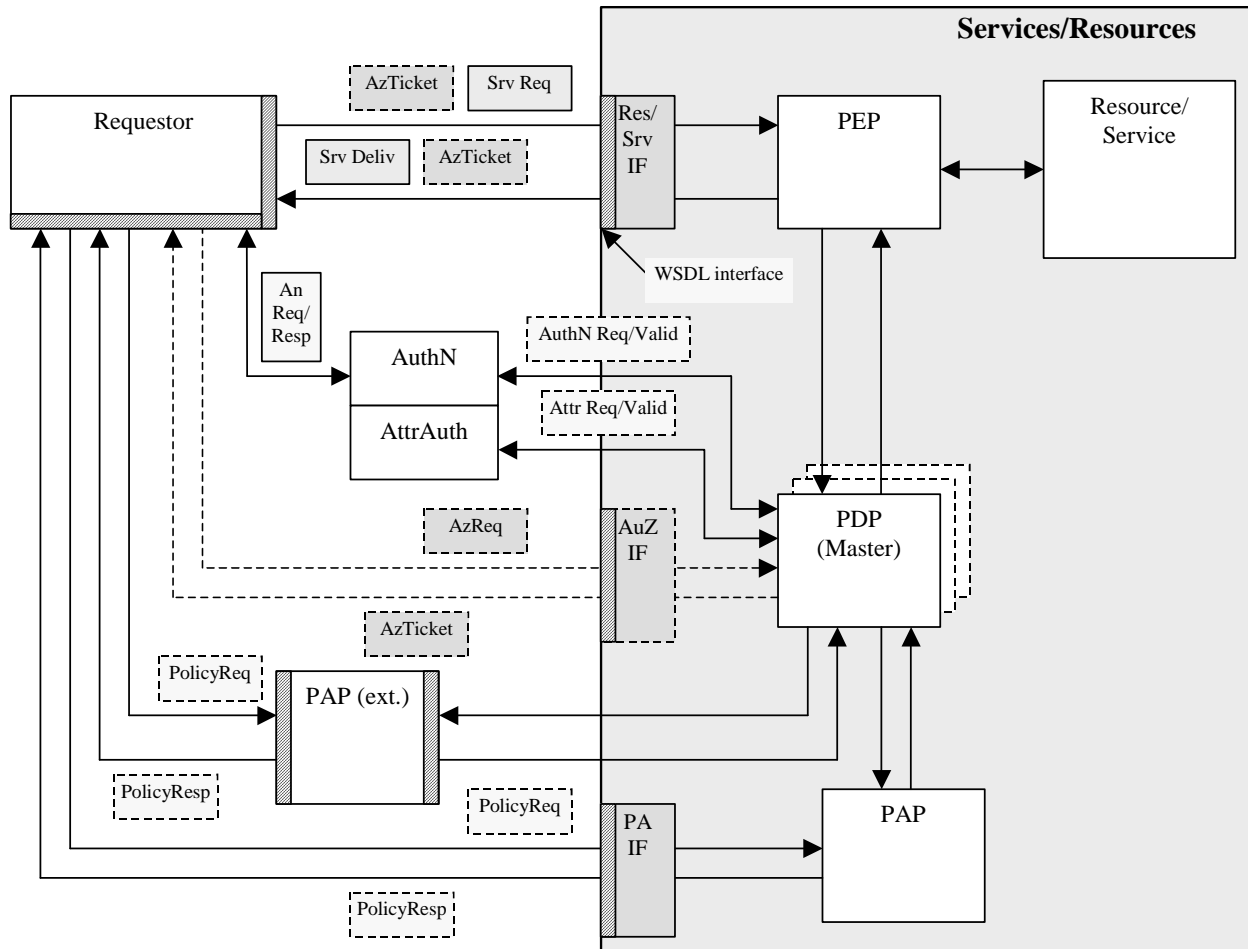 Services/Resources
AzTicket
Srv Req
Requestor
Res/
Srv
IF
PEP
Resource/
Service
Srv Deliv
AzTicket
WSDL interface
An
Req/
Resp
AuthN Req/Valid
AuthN
Attr Req/Valid
AttrAuth
AzReq
AuZ
IF
PDP
(Master)
AzTicket
PolicyReq
PAP (ext.)
PolicyResp
PolicyReq
PA
IF
PAP
PolicyResp